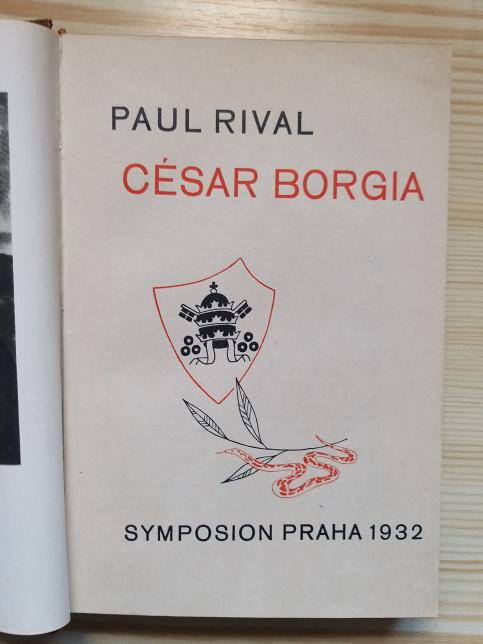 PAUL RIVAL
CÉSAR BORGIA
SYMPOSION PRAHA 1932